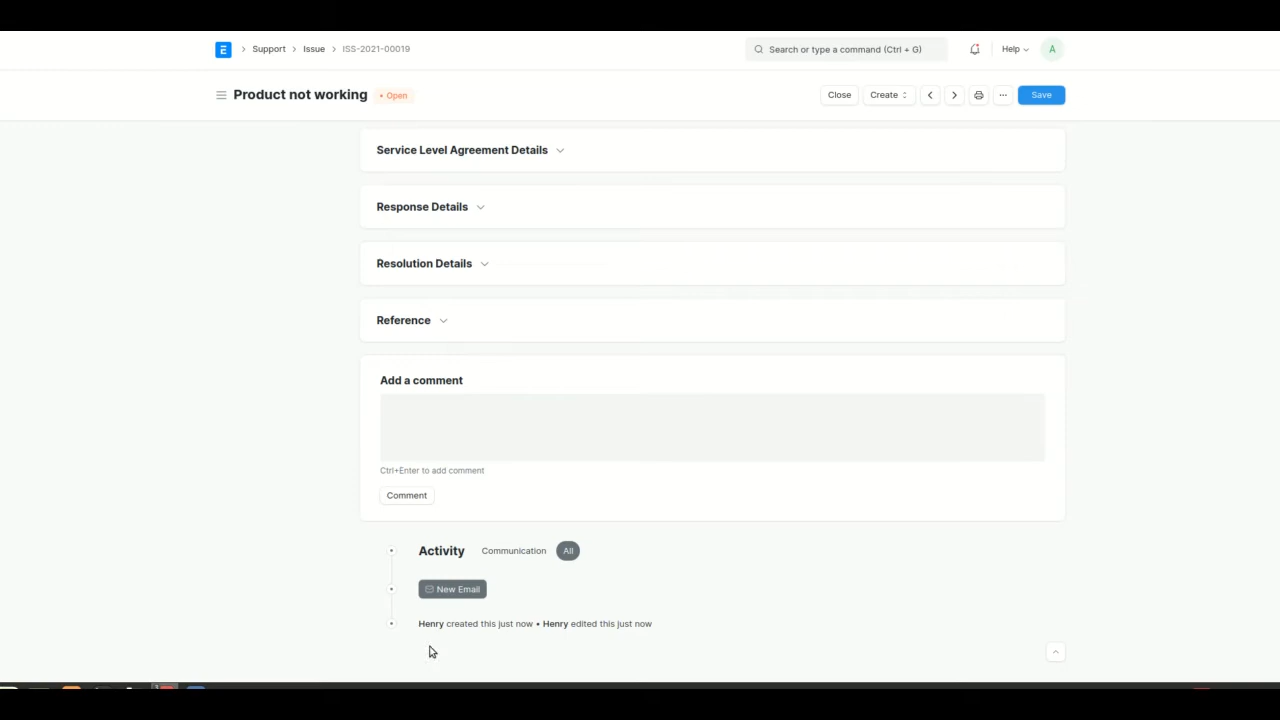 E > Support > Issue > ISS-2021-00019 Search or type a command (Ctrl + G) Help A
Product not working • Open Close Create ... Save
Service Level Agreement Details
Response Details
Resolution Details
Reference
Add a comment
Ctrl+Enter to add comment
Comment
Activity Communication All
New Email
Henry created this just now • Henry edited this just now